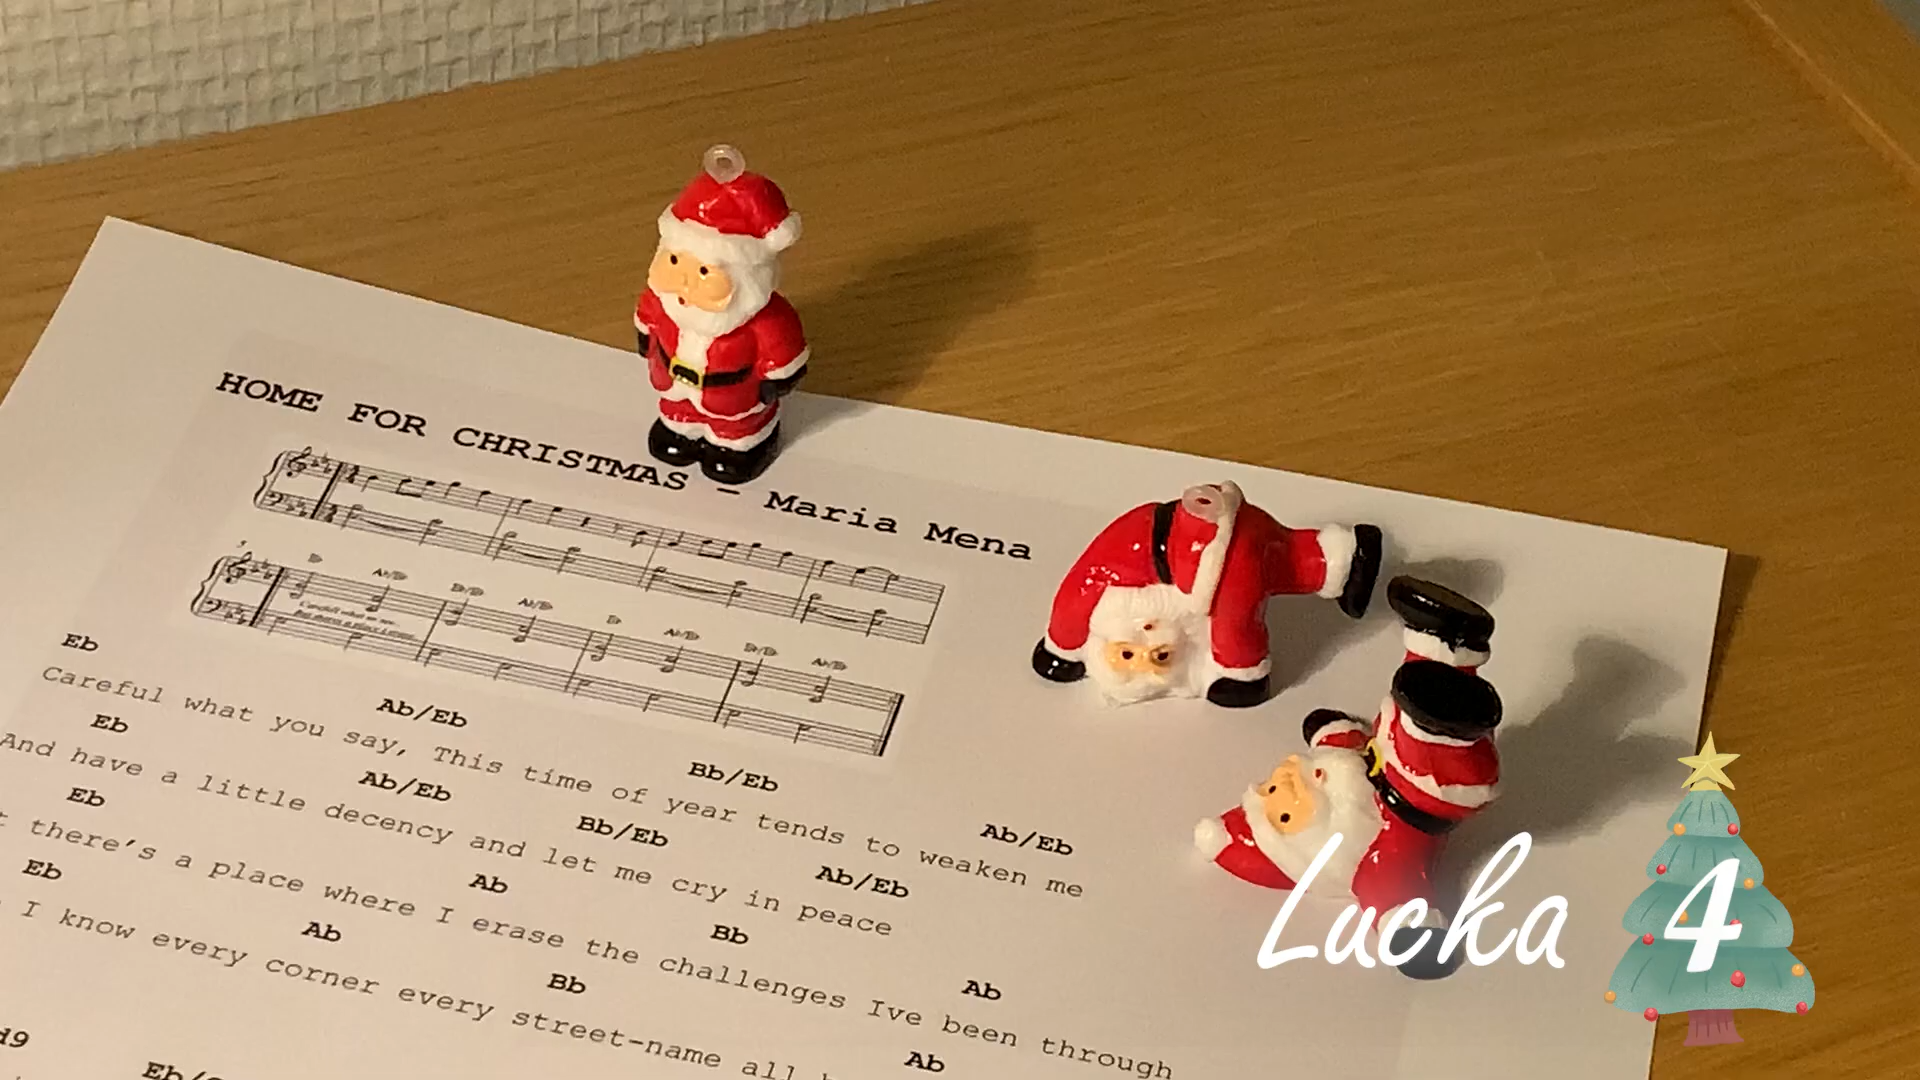 HOME FOR CHRISTMAS - Maria Mena
Eb
Ab/Eb
Bb/Eb
Ab/Eb
Careful what you say, This time of year tends to weaken me
Eb
Ab/Eb
Bb/Eb
Ab/Eb
And have a little decency and let me cry in peace
Eb
Ab
Bb
Ab
there's a place where I erase the challenges Ive been through
Eb
Ab
Bb
Ab
I know every corner every street-name all
Lucka 4